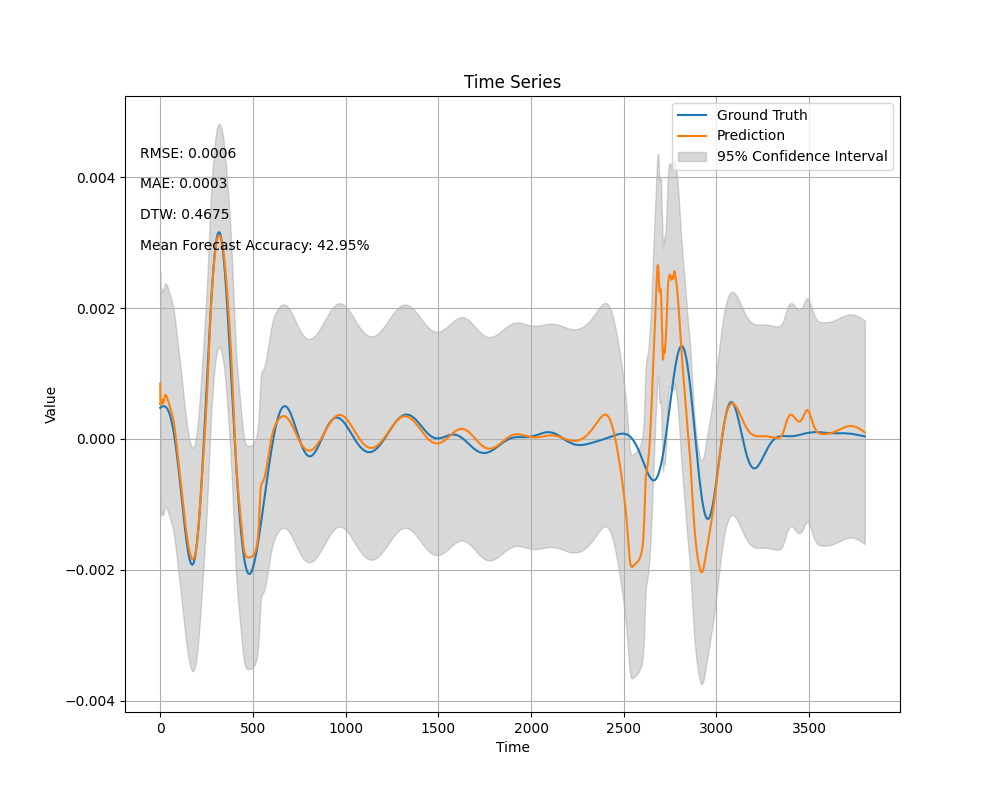 Time Series
Ground Truth
Prediction
95% Confidence Interval
RMSE: 0.0006
MAE: 0.0003
DTW: 0.4675
Mean Forecast Accuracy: 42.95%
0.004
0.002
0.000
−0.002
−0.004
Value
0 500 1000 1500 2000 2500 3000 3500
Time